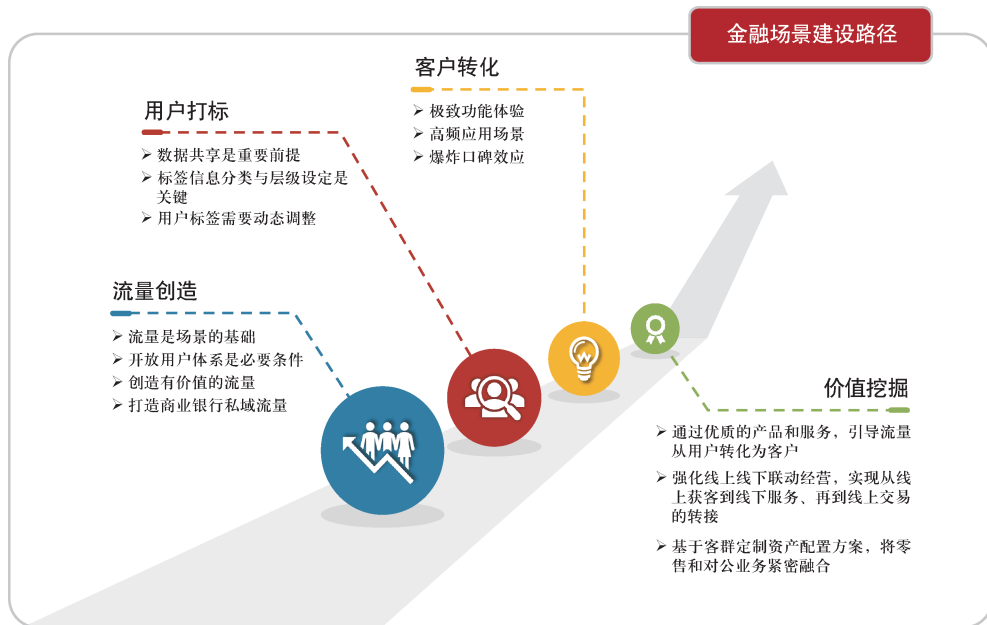 金融场景建设路径
客户转化
➢ 极致功能体验
➢ 高频应用场景
➢ 爆炸口碑效应
用户打标
➢ 数据共享是重要前提
➢ 标签信息分类与层级设定是
关键
➢ 用户标签需要动态调整
流量创造
➢ 流量是场景的基础
➢ 开放用户体系是必要条件
➢ 创造有价值的流量
➢ 打造商业银行私域流量
价值挖掘
➢ 通过优质的产品和服务，引导流量
从用户转化为客户
➢ 强化线上线下联动经营，实现从线
上获客到线下服务、再到线上交易
的转接
➢ 基于客群定制资产配置方案，将零
售和对公业务紧密融合